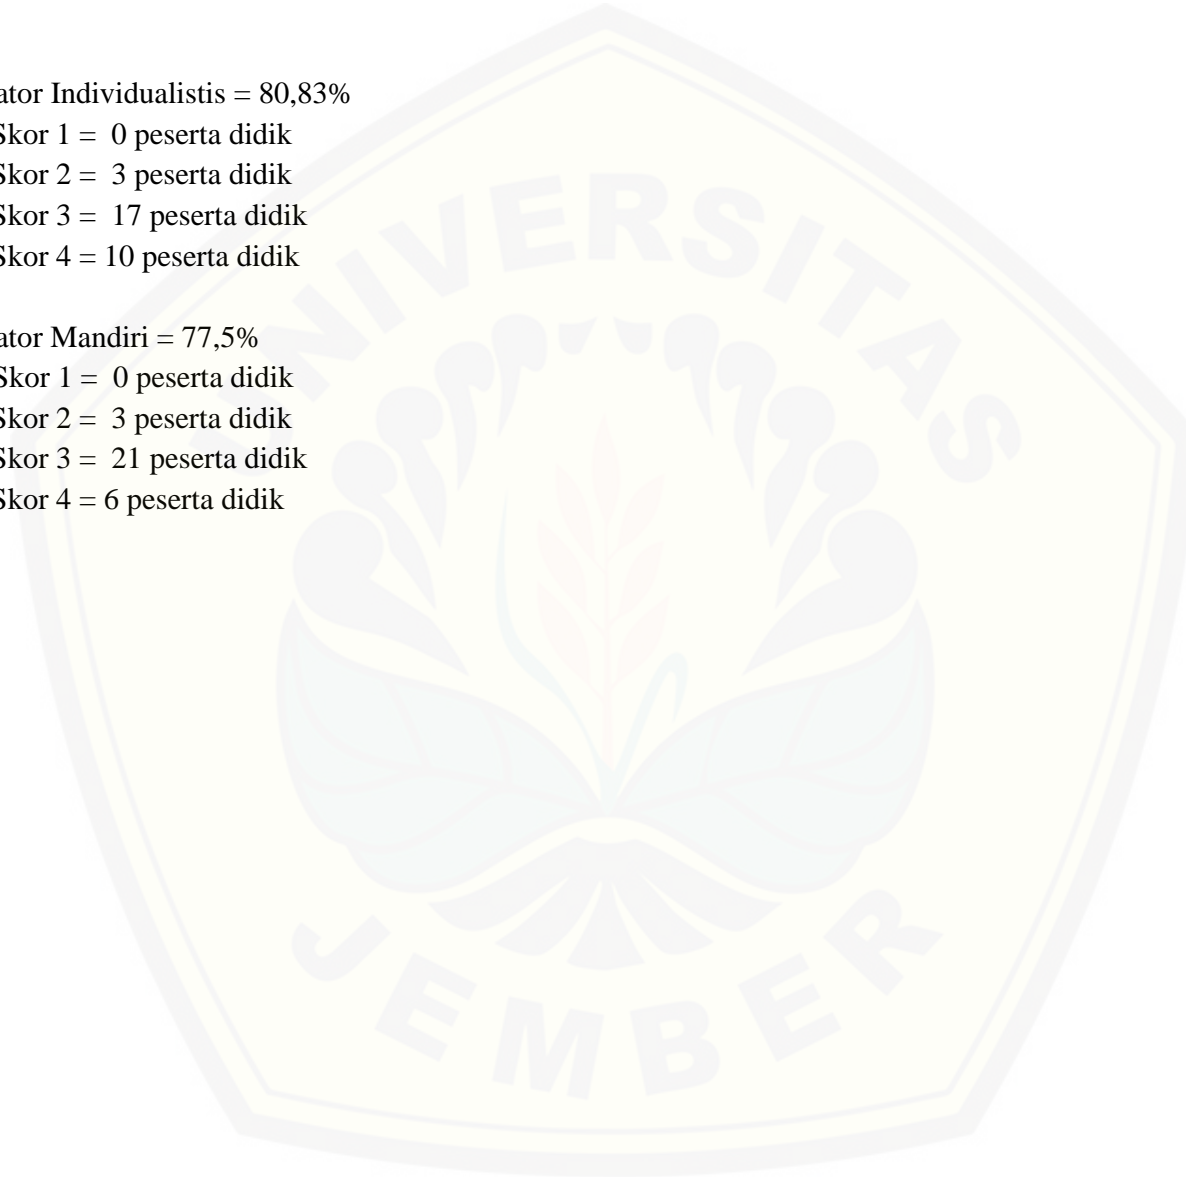 ator Individualistis = 80,83%
Skor 1 = 0 peserta didik
Skor 2 = 3 peserta didik
Skor 3 = 17 peserta didik
Skor 4 = 10 peserta didik
ator Mandiri = 77,5%
Skor 1 = 0 peserta didik
Skor 2 = 3 peserta didik
Skor 3 = 21 peserta didik
Skor 4 = 6 peserta didik
UNIVERSITAS
JEMBER